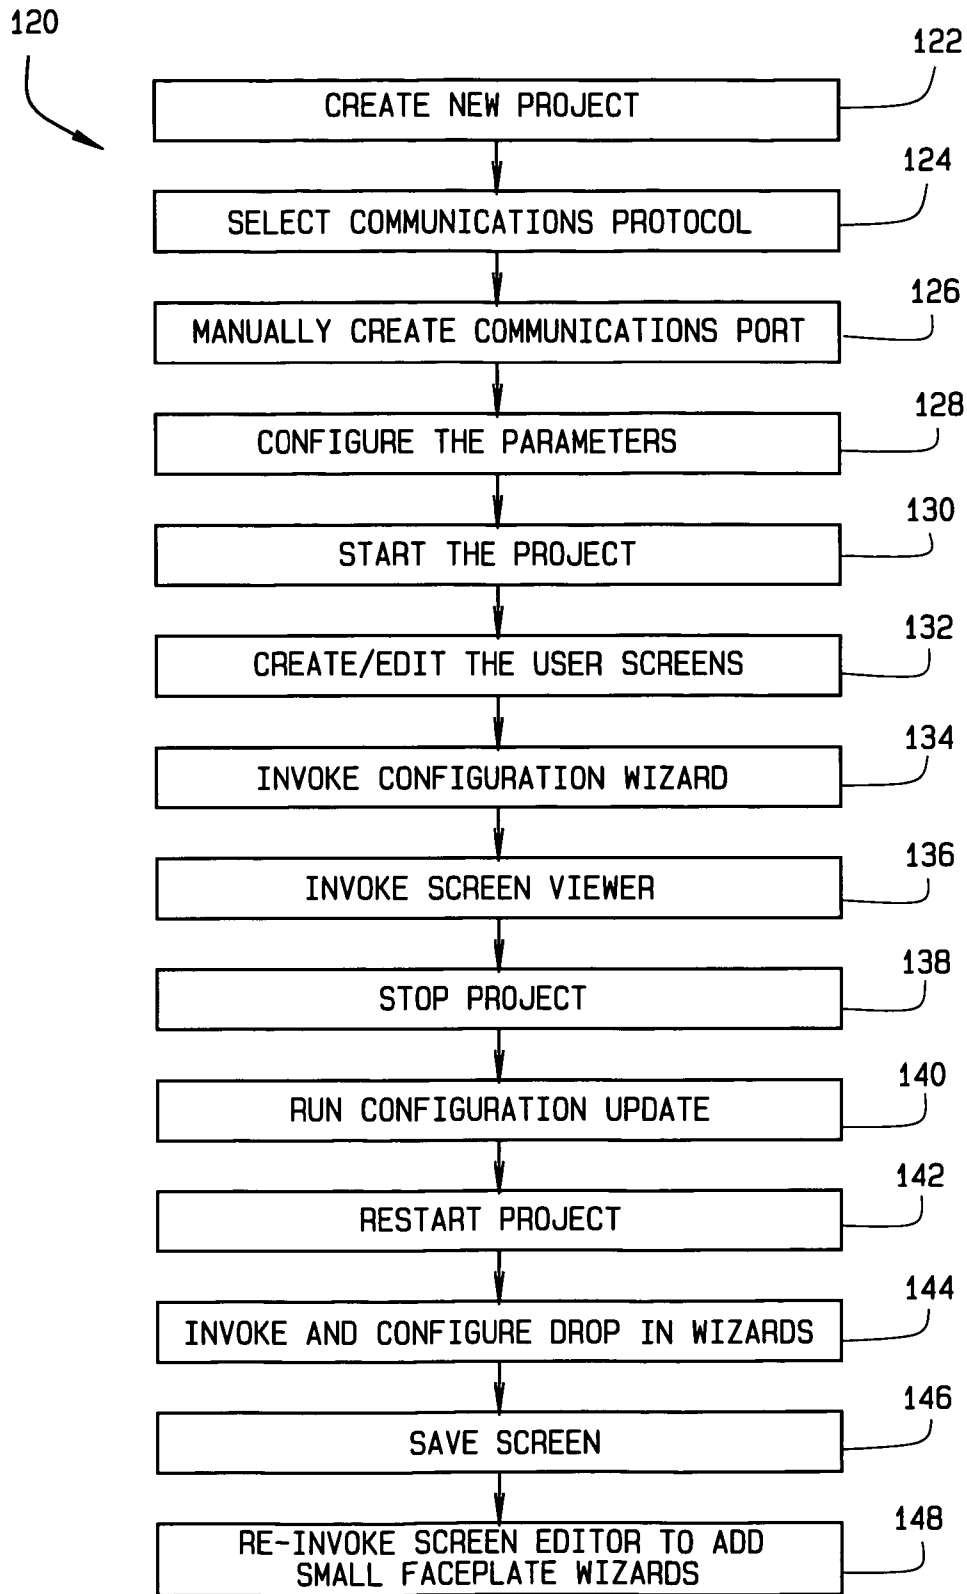 120
122
CREATE NEW PROJECT
124
SELECT COMMUNICATIONS PROTOCOL
126
MANUALLY CREATE COMMUNICATIONS PORT
128
CONFIGURE THE PARAMETERS
130
START THE PROJECT
132
CREATE/EDIT THE USER SCREENS
134
INVOKE CONFIGURATION WIZARD
136
INVOKE SCREEN VIEWER
138
STOP PROJECT
140
RUN CONFIGURATION UPDATE
142
RESTART PROJECT
144
INVOKE AND CONFIGURE DROP IN WIZARDS
146
SAVE SCREEN
148
RE-INVOKE SCREEN EDITOR TO ADD
SMALL FACEPLATE WIZARDS